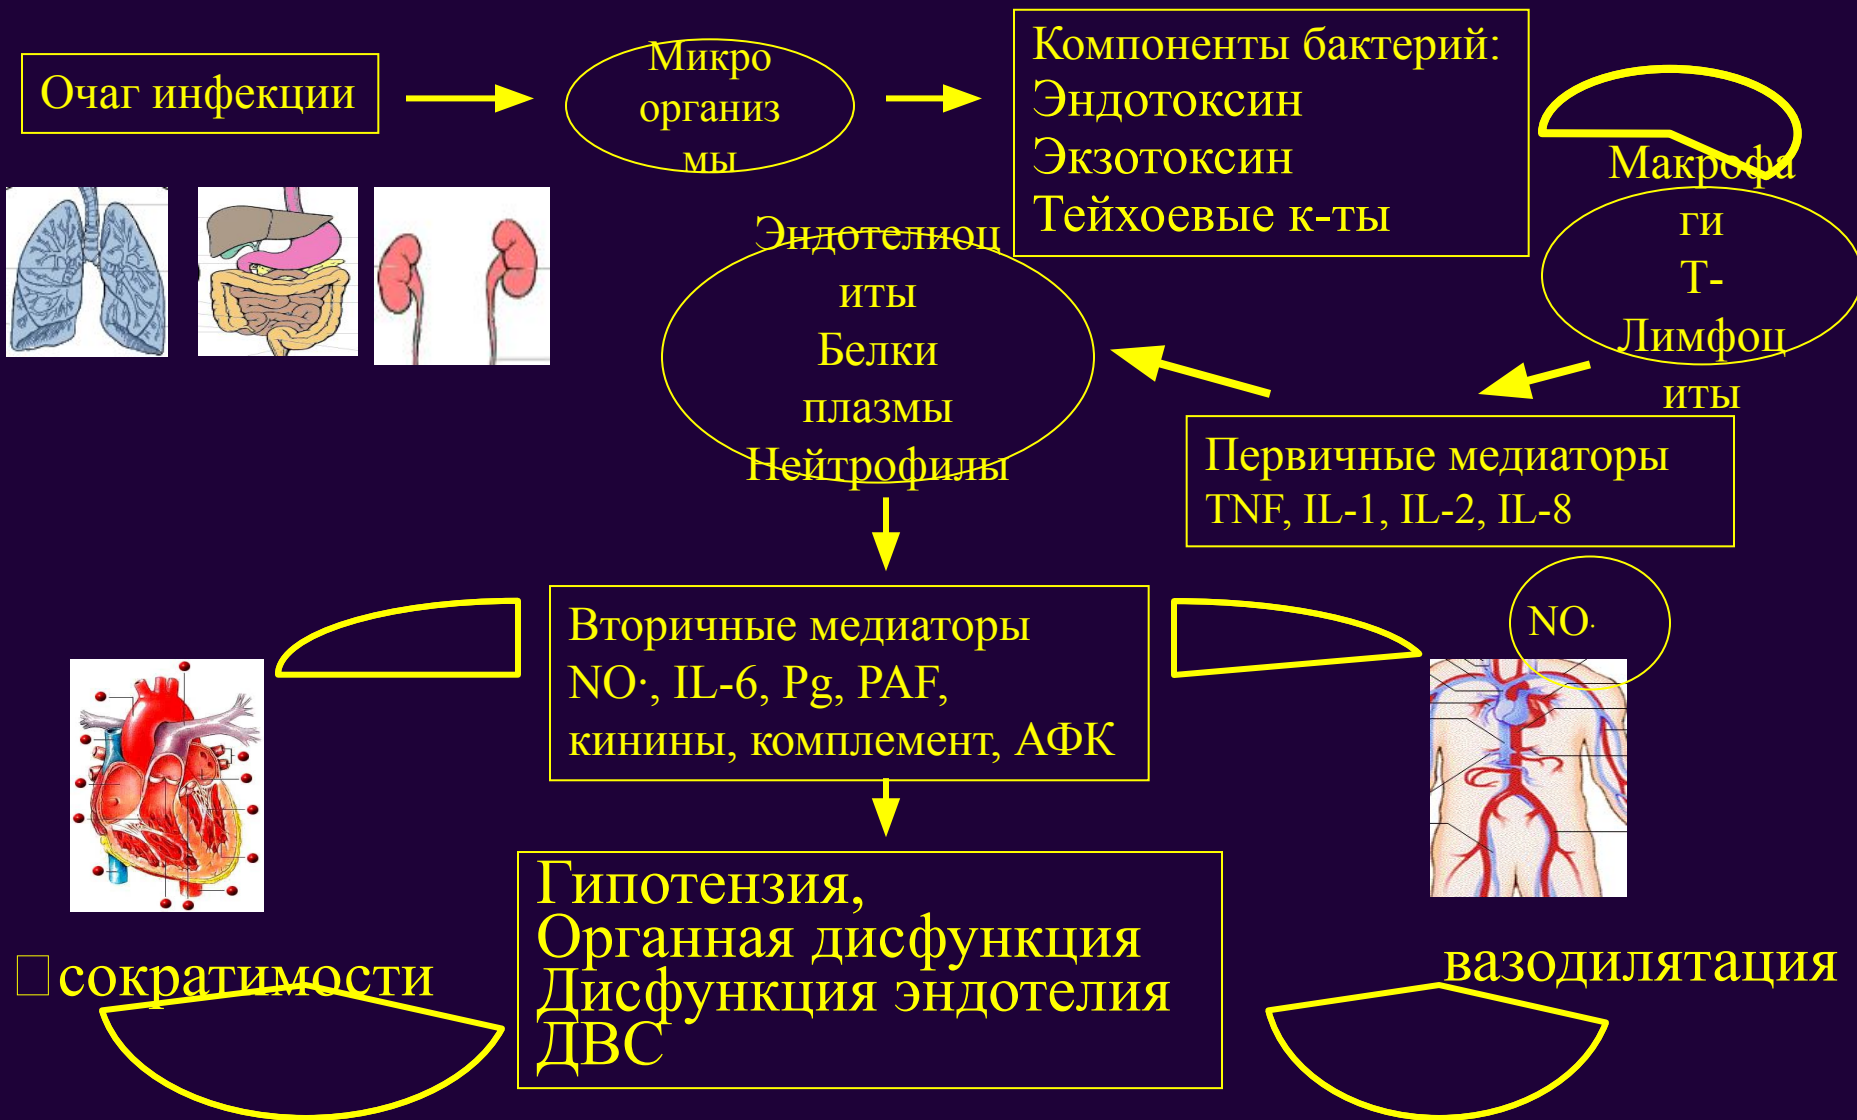 Очаг инфекции
Микро
организ
мы
Компоненты бактерий:
Эндотоксин
Экзотоксин
Тейхоевые к-ты
Макрофа
ги
Т-
Лимфоц
иты
Первичные медиаторы
TNF, IL-1, IL-2, IL-8
Эндотелиоц
иты
Белки
плазмы
Нейтрофилы
Вторичные медиаторы
NO·, IL-6, Pg, PAF,
кинины, комплемент, АФК
NO·
Гипотензия,
Органная дисфункция
Дисфункция эндотелия
ДВС
□сократимости
вазодилятация